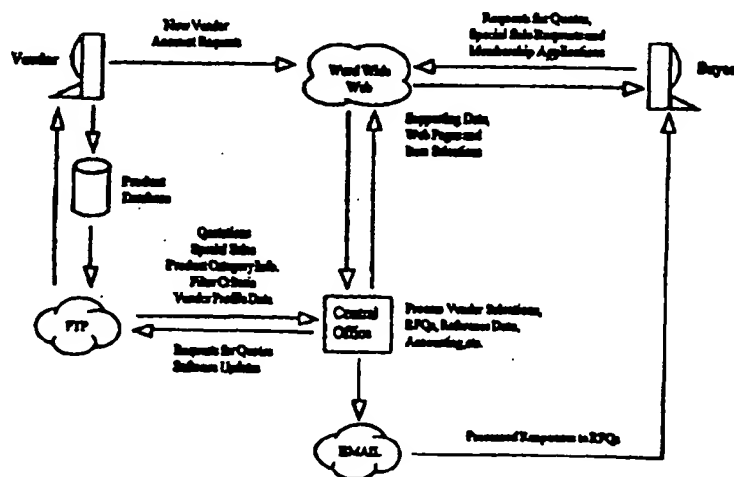 New Vendor
Account Requests
Requests for Quotes,
Special Sale Requests and
Membership Applications
Vendor
Word Wide
Web
Buyer
Supporting Data,
Web Pages and
Item Selections
Product
Database
Quotations
Special Sales
Product Category Info.
Filter Criteria
Vendor Profile Data
FTP
Central
Office
Process Vendor Selections,
RFQs, Reference Data,
Accounting, etc.
Requests for Quotes
Software Updates
EMAIL
Processed Responses to RFQs